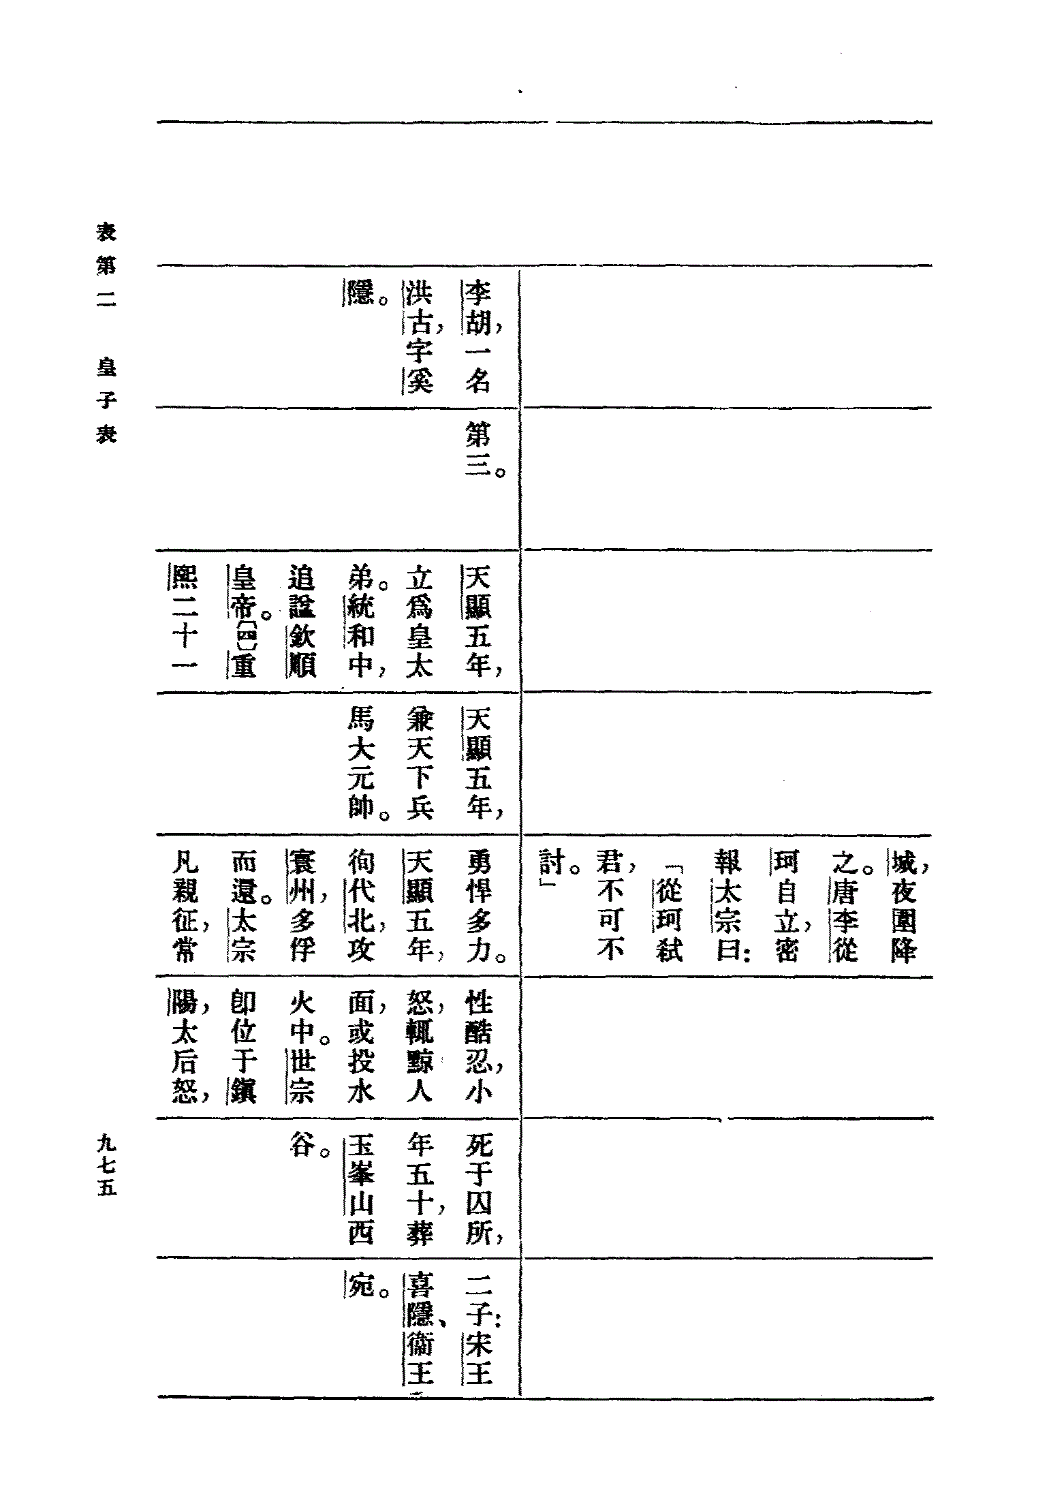 城，夜圍降
之。唐李從
珂自立，密
報太宗曰：
「從珂弑
君，不可不
討。」
李胡，一名
洪古，字奚
隱。
第三。
天顯五年，
立爲皇太
弟。統和中，
追諡欽順
皇帝。〔四〕重
熙二十一
天顯五年，
兼天下兵
馬大元帥。
勇悍多力。
天顯五年，
徇代北，攻
寰州，多俘
而還。太宗
凡親征，常
性酷忍，小
怒，輒黥人
面，或投水
火中。世宗
卽位于鎭
陽，太后怒，
死于囚所，
年五十，葬
玉峯山西
谷。
二子：宋王
喜隱、衞王
宛。
表第二 皇子表
九七五